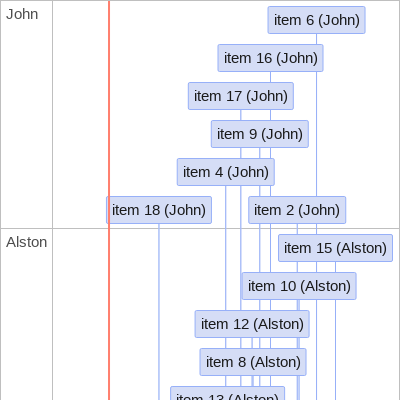 John
item 6 (John)
item 16 (John)
item 17 (John)
item 9 (John)
item 4 (John)
item 18 (John)
item 2 (John)
Alston
item 15 (Alston)
item 10 (Alston)
item 12 (Alston)
item 8 (Alston)
item 13 (Alston)